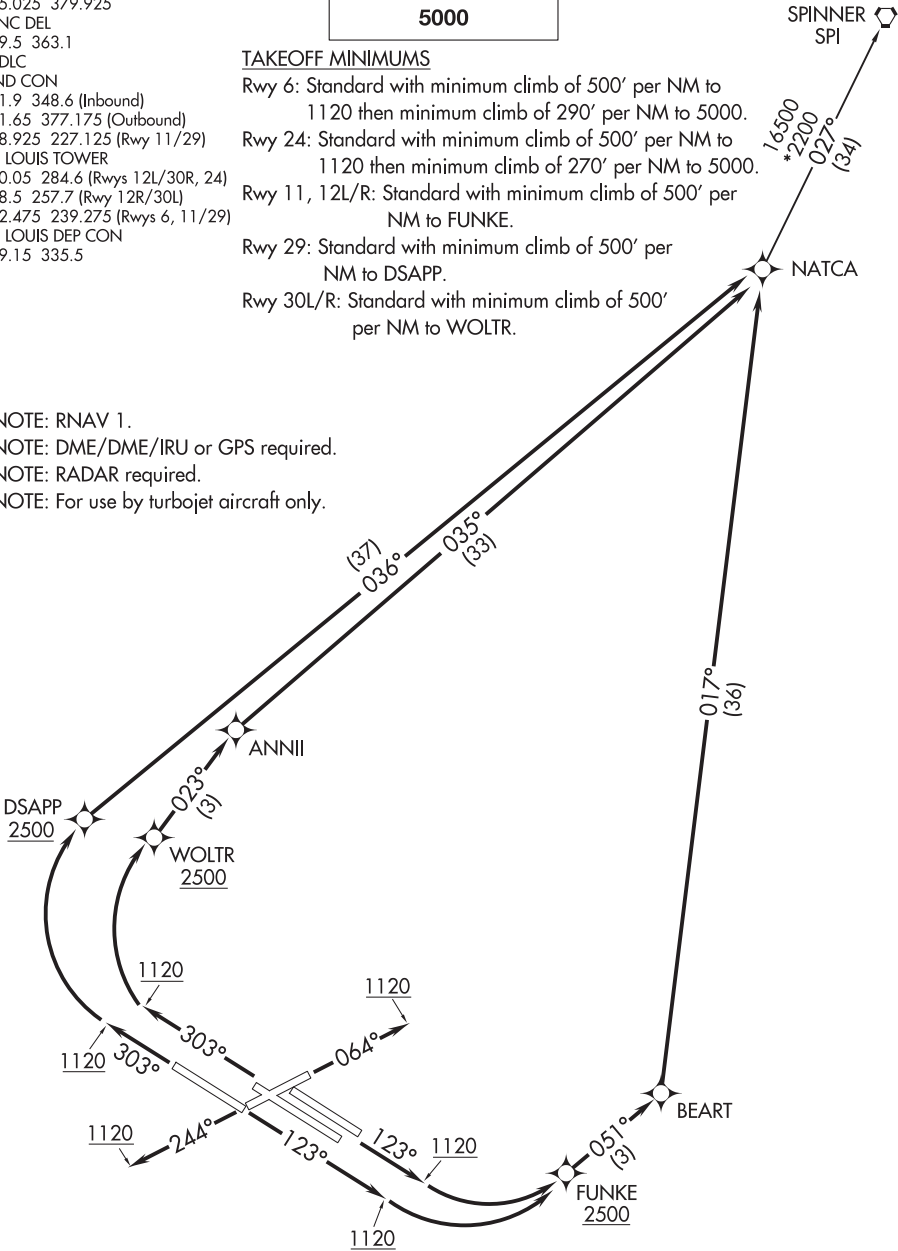 5.025 379.925
NC DEL
9.5 363.1
DLC
ND CON
1.9 348.6 (Inbound)
1.65 377.175 (Outbound)
8.925 227.125 (Rwy 11/29)
LOUIS TOWER
0.05 284.6 (Rwys 12L/30R, 24)
8.5 257.7 (Rwy 12R/30L)
2.475 239.275 (Rwys 6, 11/29)
LOUIS DEP CON
9.15 335.5
5000
TAKEOFF MINIMUMS
Rwy 6: Standard with minimum climb of 500' per NM to
1120 then minimum climb of 290' per NM to 5000.
Rwy 24: Standard with minimum climb of 500' per NM to
1120 then minimum climb of 270' per NM to 5000.
Rwy 11, 12L/R: Standard with minimum climb of 500' per
NM to FUNKE.
Rwy 29: Standard with minimum climb of 500' per
NM to DSAPP.
Rwy 30L/R: Standard with minimum climb of 500'
per NM to WOLTR.
SPINNER
SPI
16500
*2200
027°
(34)
NATCA
NOTE: RNAV 1.
NOTE: DME/DME/IRU or GPS required.
NOTE: RADAR required.
NOTE: For use by turbojet aircraft only.
(37)
036°
035°
(33)
017°
(36)
ANNII
023°
(3)
DSAPP
2500
WOLTR
2500
1120
1120
303°
064°
1120
303°
1120
244°
123°
123°
1120
1120
051°
(3)
BEART
FUNKE
2500